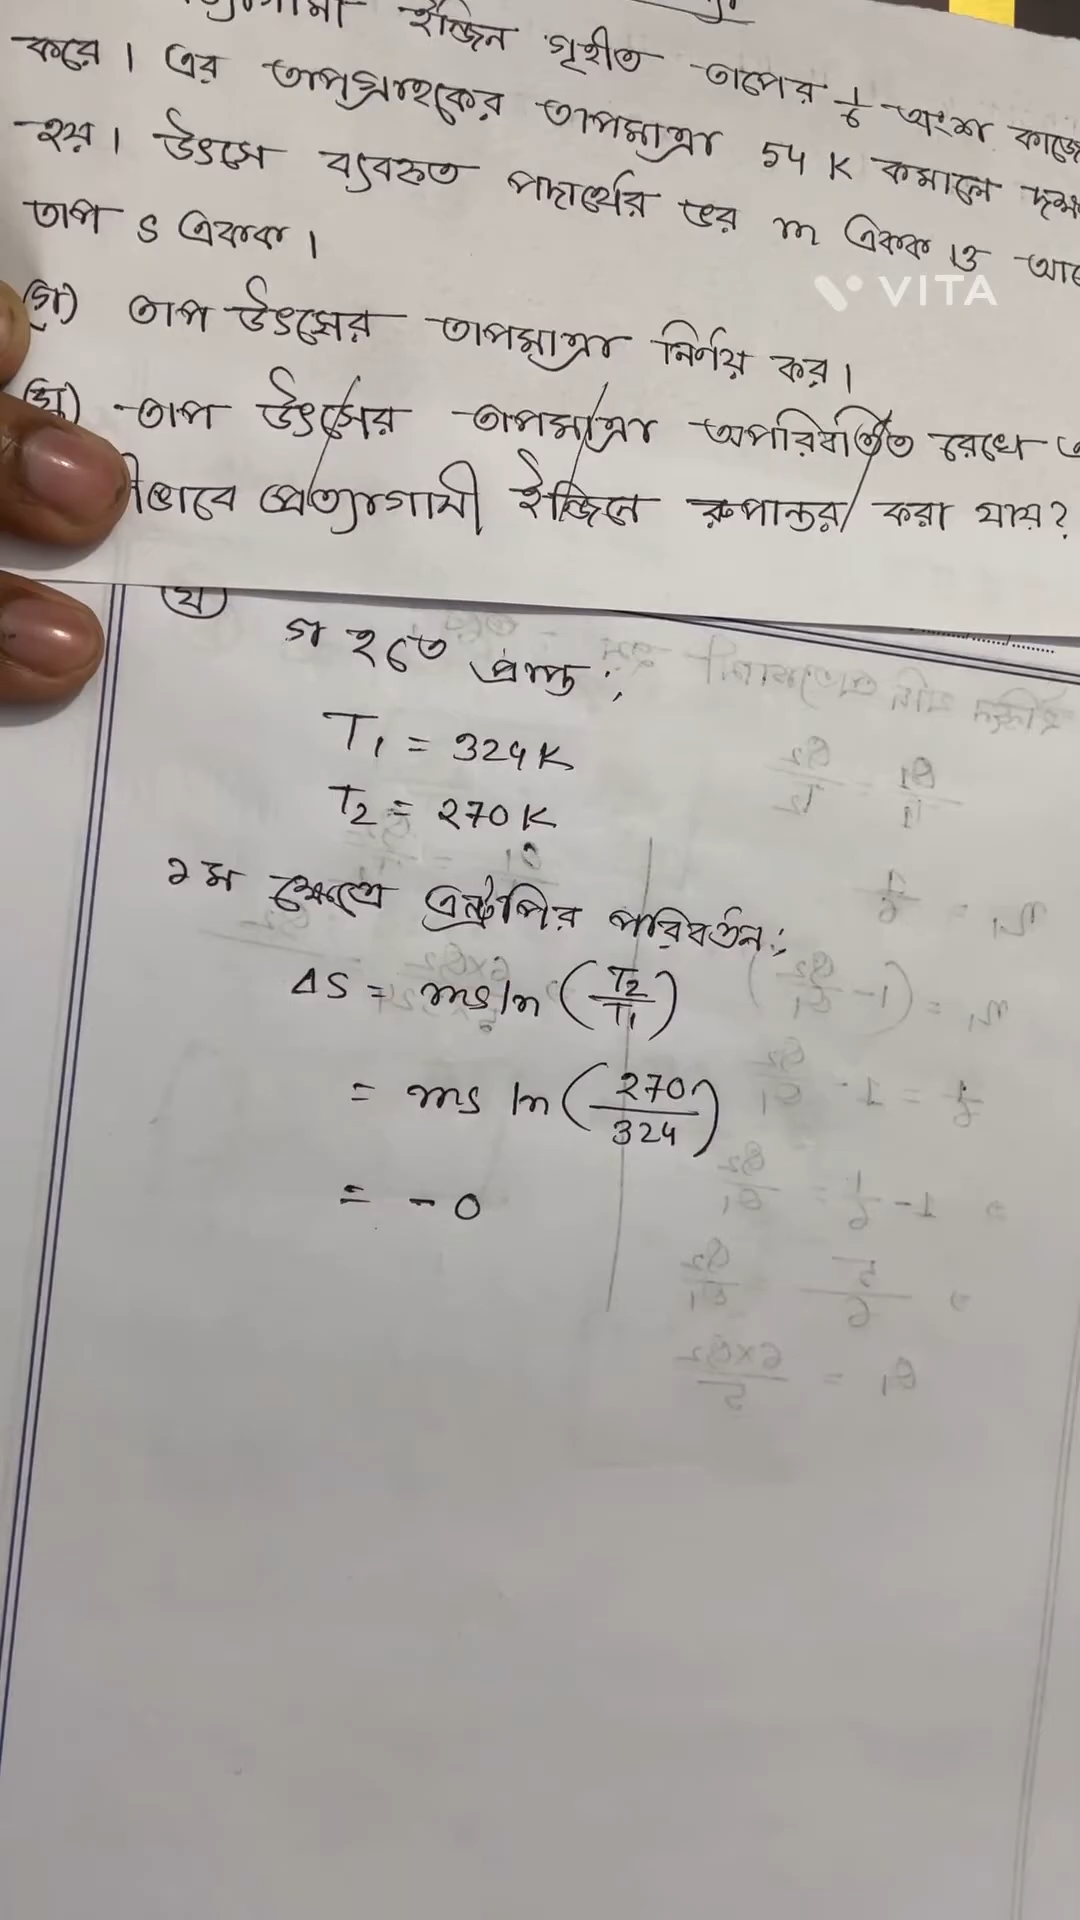 ইঞ্জিন গৃহীত তাপের 1/6 অংশ কাজে
করে। এর তাপগ্রাহকের তাপমাত্রা 54 K কমালে
হয়। উৎসে ব্যবহৃত পদার্থের ভর m একক ও
তাপ S একক।
VITA
(গ) তাপ উৎসের তাপমাত্রা নির্ণয় কর।
(ঘ) তাপ উৎসের তাপমাত্রা অপরিবর্তিত রেখে
প্রত্যাগামী ইঞ্জিনে রুপান্তর করা যায়?
(ঘ)
গ হতে প্রাপ্ত;
T₁ = 324K
T₂ = 270K
১ম ক্ষেত্রে এন্ট্রপির পরিবর্তন;
ΔS = ms ln (T₂/T₁)
= ms ln (270/324)
= - 0